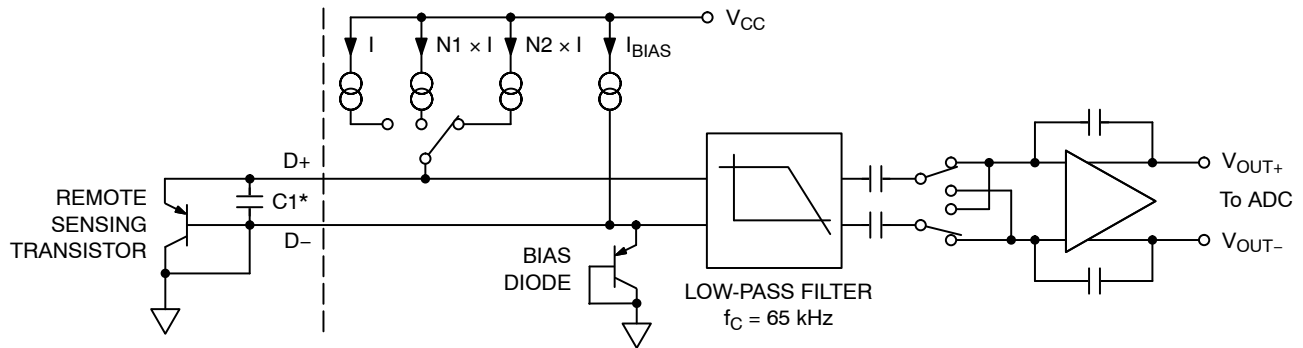 V_CC
I
N1 × I
N2 × I
I_BIAS
D+
C1*
D−
REMOTE
SENSING
TRANSISTOR
BIAS
DIODE
LOW-PASS FILTER
f_C = 65 kHz
V_OUT+
To ADC
V_OUT−